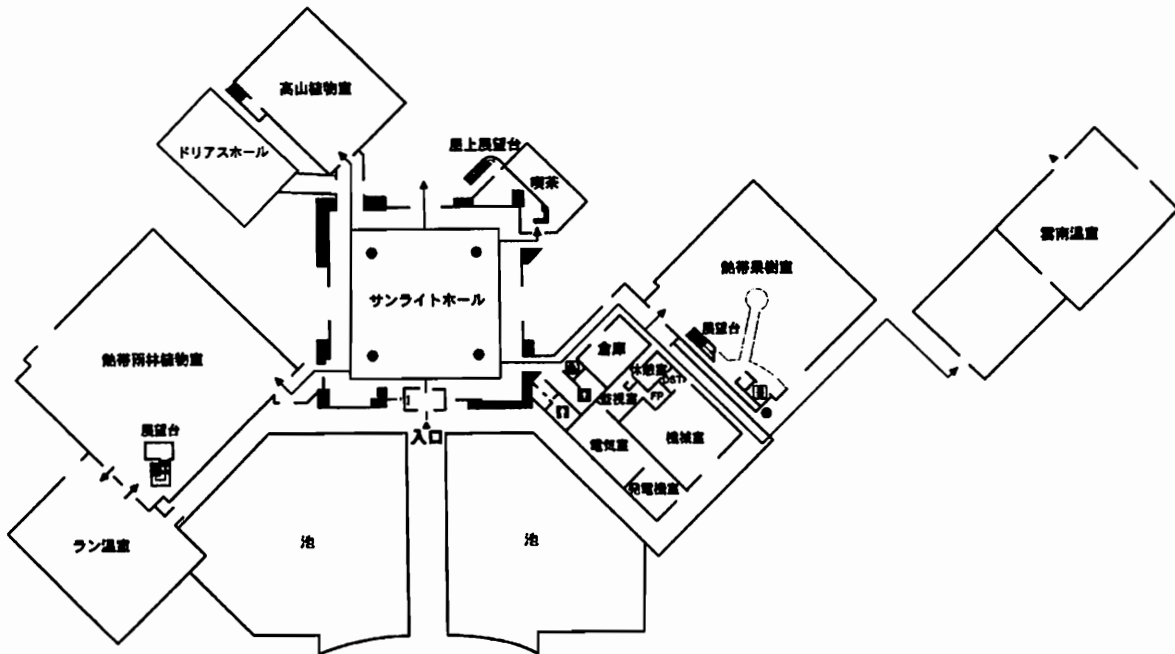 高山植物室
ドリアスホール
屋上展望台
喫茶
雲南温室
熱帯果樹室
サンライトホール
展望台
倉庫
休憩室
熱帯雨林植物室
DST
監視室
FP
展望台
入口
電気室
機械室
発電機室
ラン温室
池
池